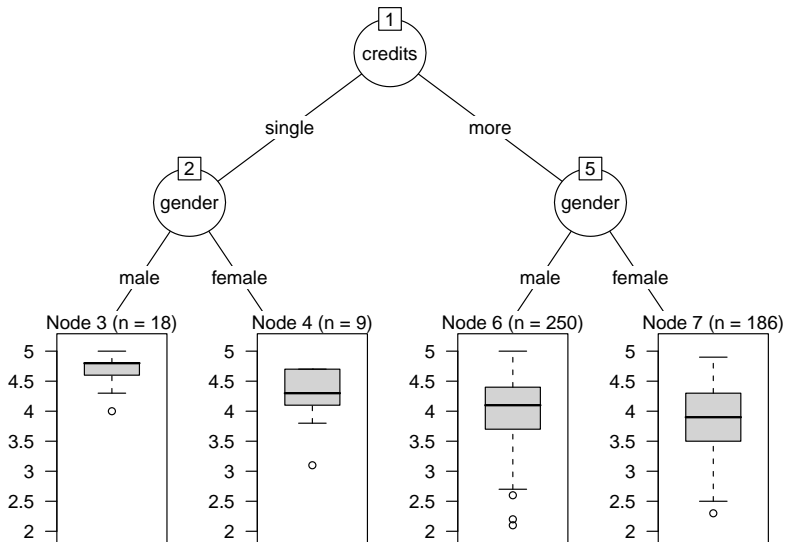 1
credits
single more
2 5
gender gender
male female male female
Node 3 (n = 18) Node 4 (n = 9) Node 6 (n = 250) Node 7 (n = 186)
5 5 5 5
4.5 4.5 4.5 4.5
4 4 4 4
3.5 3.5 3.5 3.5
3 3 3 3
2.5 2.5 2.5 2.5
2 2 2 2